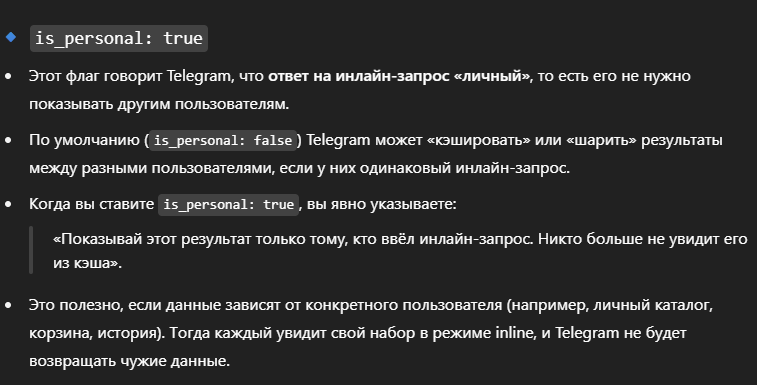 is_personal: true
Этот флаг говорит Telegram, что ответ на инлайн-запрос «личный», то есть его не нужно
показывать другим пользователям.
По умолчанию (is_personal: false) Telegram может «кэшировать» или «шарить» результаты
между разными пользователями, если у них одинаковый инлайн-запрос.
Когда вы ставите is_personal: true, вы явно указываете:
«Показывай этот результат только тому, кто ввёл инлайн-запрос. Никто больше не увидит его
из кэша».
Это полезно, если данные зависят от конкретного пользователя (например, личный каталог,
корзина, история). Тогда каждый увидит свой набор в режиме inline, и Telegram не будет
возвращать чужие данные.